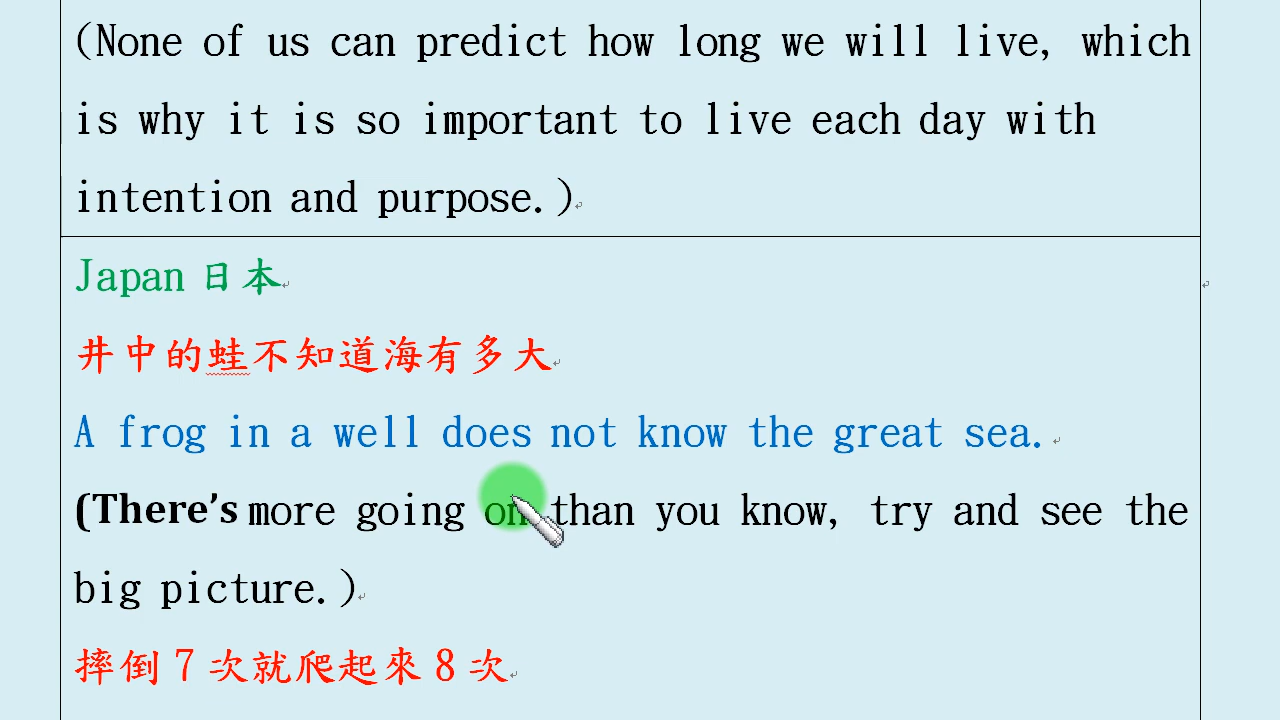 (None of us can predict how long we will live, which
is why it is so important to live each day with
intention and purpose.)
Japan 日本
井中的蛙不知道海有多大
A frog in a well does not know the great sea.
(There’s more going on than you know, try and see the
big picture.)
摔倒 7 次就爬起來 8 次